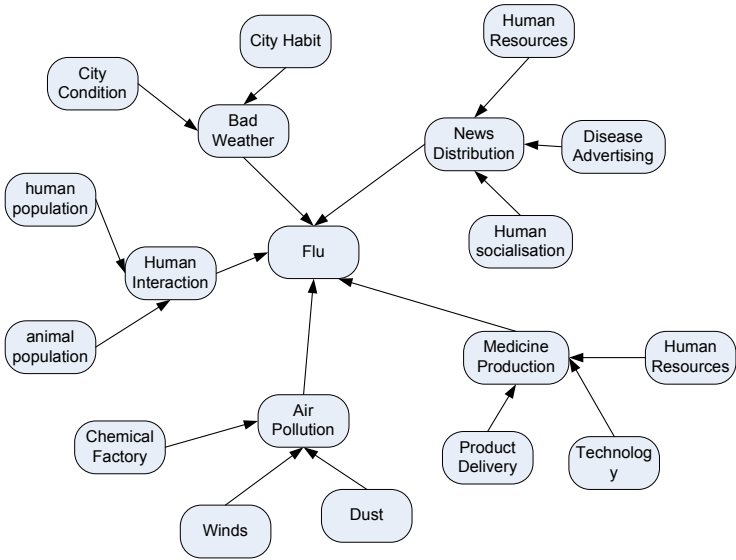 Human
Resources
City Habit
City
Condition
Bad
Weather
News
Distribution
Disease
Advertising
human
population
Human
socialisation
Flu
Human
Interaction
animal
population
Medicine
Production
Human
Resources
Air
Pollution
Chemical
Factory
Product
Delivery
Technolog
y
Winds
Dust